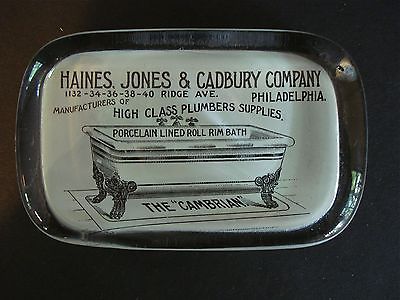 HAINES, JONES & CADBURY COMPANY
1132-34-36-38-40 RIDGE AVE. PHILADELPHIA.
MANUFACTURERS OF
HIGH CLASS PLUMBERS SUPPLIES.
PORCELAIN LINED ROLL RIM BATH
THE "CAMBRIAN"